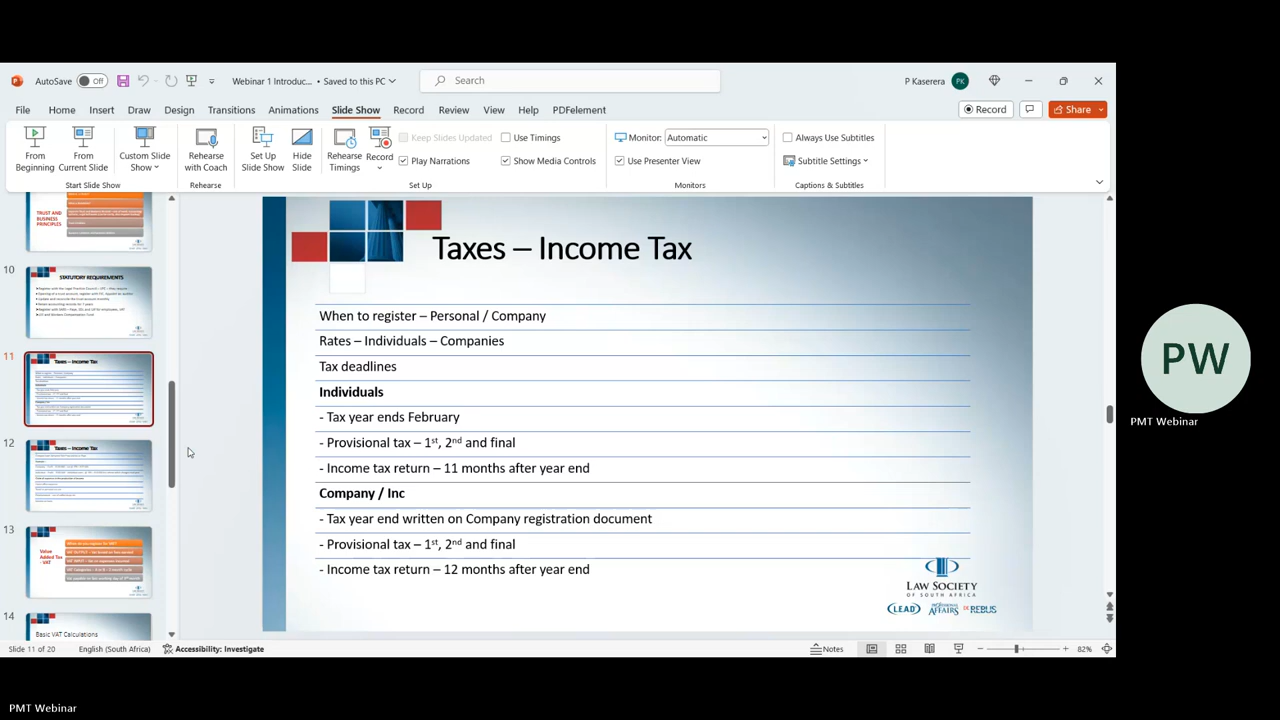 AutoSave Off Webinar 1 Introduc... • Saved to this PC Search P Kaserera PK
File Home Insert Draw Design Transitions Animations Slide Show Record Review View Help PDFelement Record Share
From Beginning
From Current Slide
Custom Slide Show
Rehearse with Coach
Set Up Slide Show
Hide Slide
Rehearse Timings
Record
Keep Slides Updated
Play Narrations
Use Timings
Show Media Controls
Monitor: Automatic
Use Presenter View
Always Use Subtitles
Subtitle Settings
Start Slide Show Rehearse Set Up Monitors Captions & Subtitles
TRUST AND
BUSINESS
PRINCIPLES
10
STATUTORY REQUIREMENTS
11
Taxes – Income Tax
12
Taxes – Income Tax
13
Value
Added Tax
- VAT
14
Basic VAT Calculations
Taxes – Income Tax
When to register – Personal / Company
Rates – Individuals – Companies
Tax deadlines
Individuals
- Tax year ends February
- Provisional tax – 1st, 2nd and final
- Income tax return – 11 months after year end
Company / Inc
- Tax year end written on Company registration document
- Provisional tax – 1st, 2nd and final
- Income tax return – 12 months after year end
LAW SOCIETY
OF SOUTH AFRICA
LEAD PROFESSIONAL AFFAIRS REBUS
PW
PMT Webinar
Slide 11 of 20 English (South Africa) Accessibility: Investigate Notes 82%
PMT Webinar